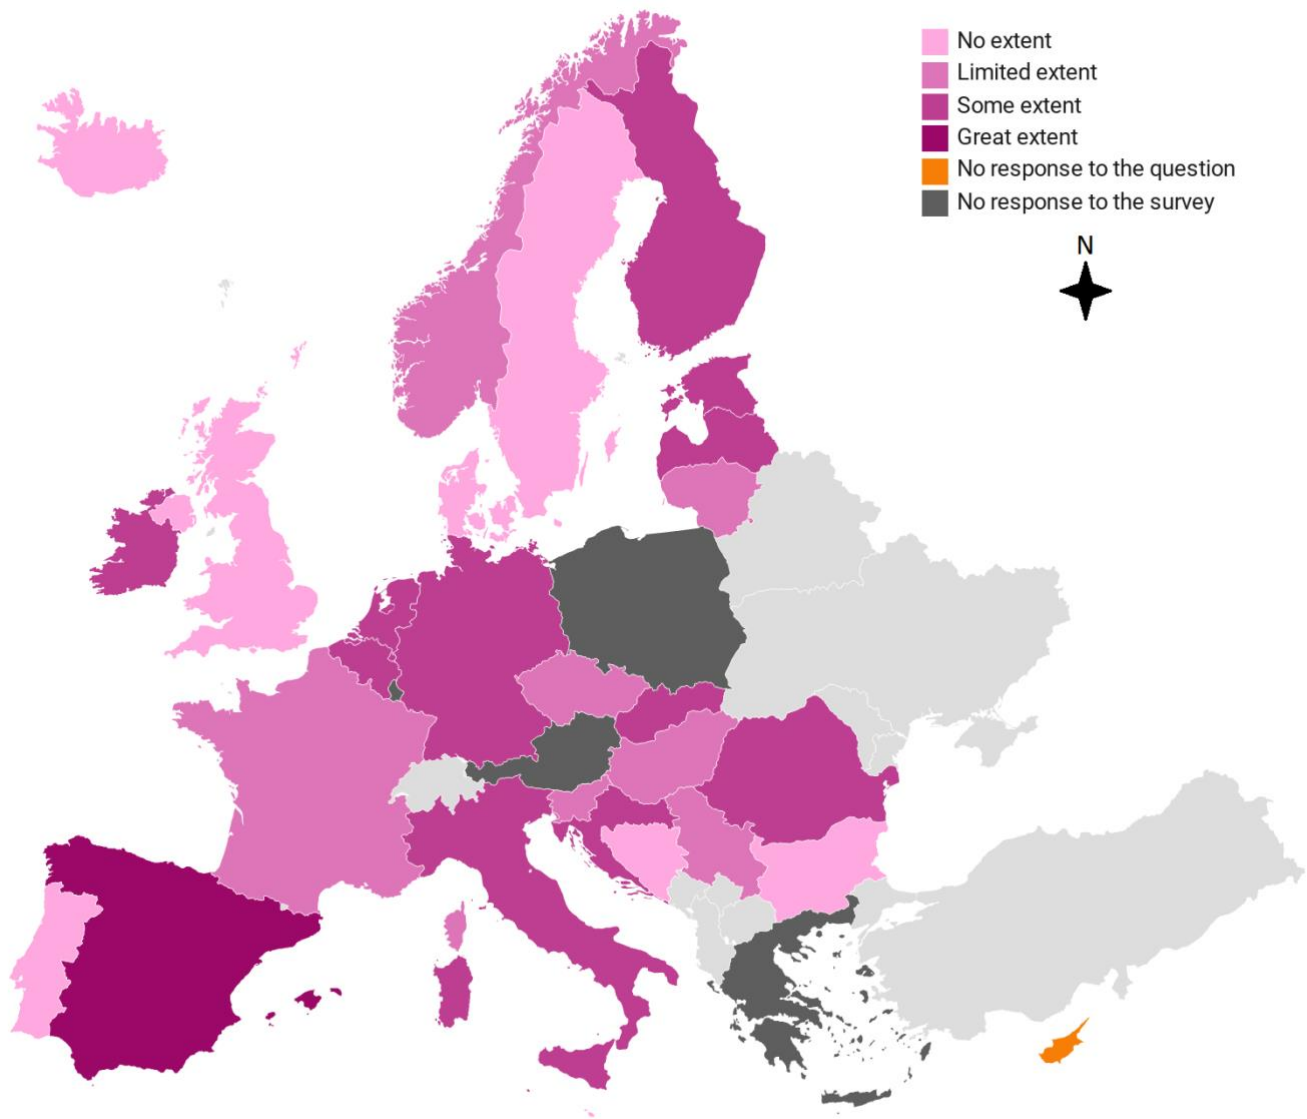 No extent
Limited extent
Some extent
Great extent
No response to the question
No response to the survey
N